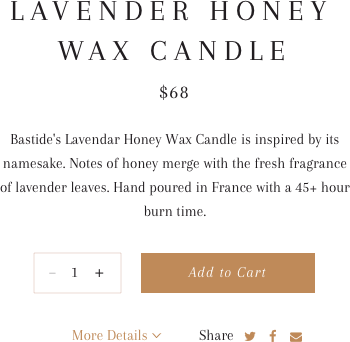 LAVENDER HONEY
WAX CANDLE
$68
Bastide's Lavendar Honey Wax Candle is inspired by its
namesake. Notes of honey merge with the fresh fragrance
of lavender leaves. Hand poured in France with a 45+ hour
burn time.
− 1 + Add to Cart
More Details Share